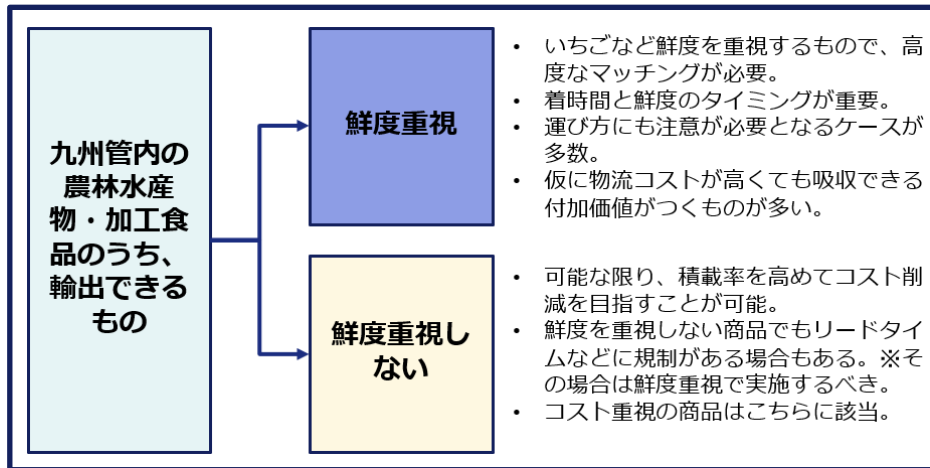 九州管内の
農林水産
物・加工食
品のうち、
輸出できる
もの
鮮度重視
• いちごなど鮮度を重視するもので、高
度なマッチングが必要。
• 着時間と鮮度のタイミングが重要。
• 運び方にも注意が必要となるケースが
多数。
• 仮に物流コストが高くても吸収できる
付加価値がつくものが多い。
鮮度重視し
ない
• 可能な限り、積載率を高めてコスト削
減を目指すことが可能。
• 鮮度を重視しない商品でもリードタイ
ムなどに規制がある場合もある。※そ
の場合は鮮度重視で実施するべき。
• コスト重視の商品はこちらに該当。